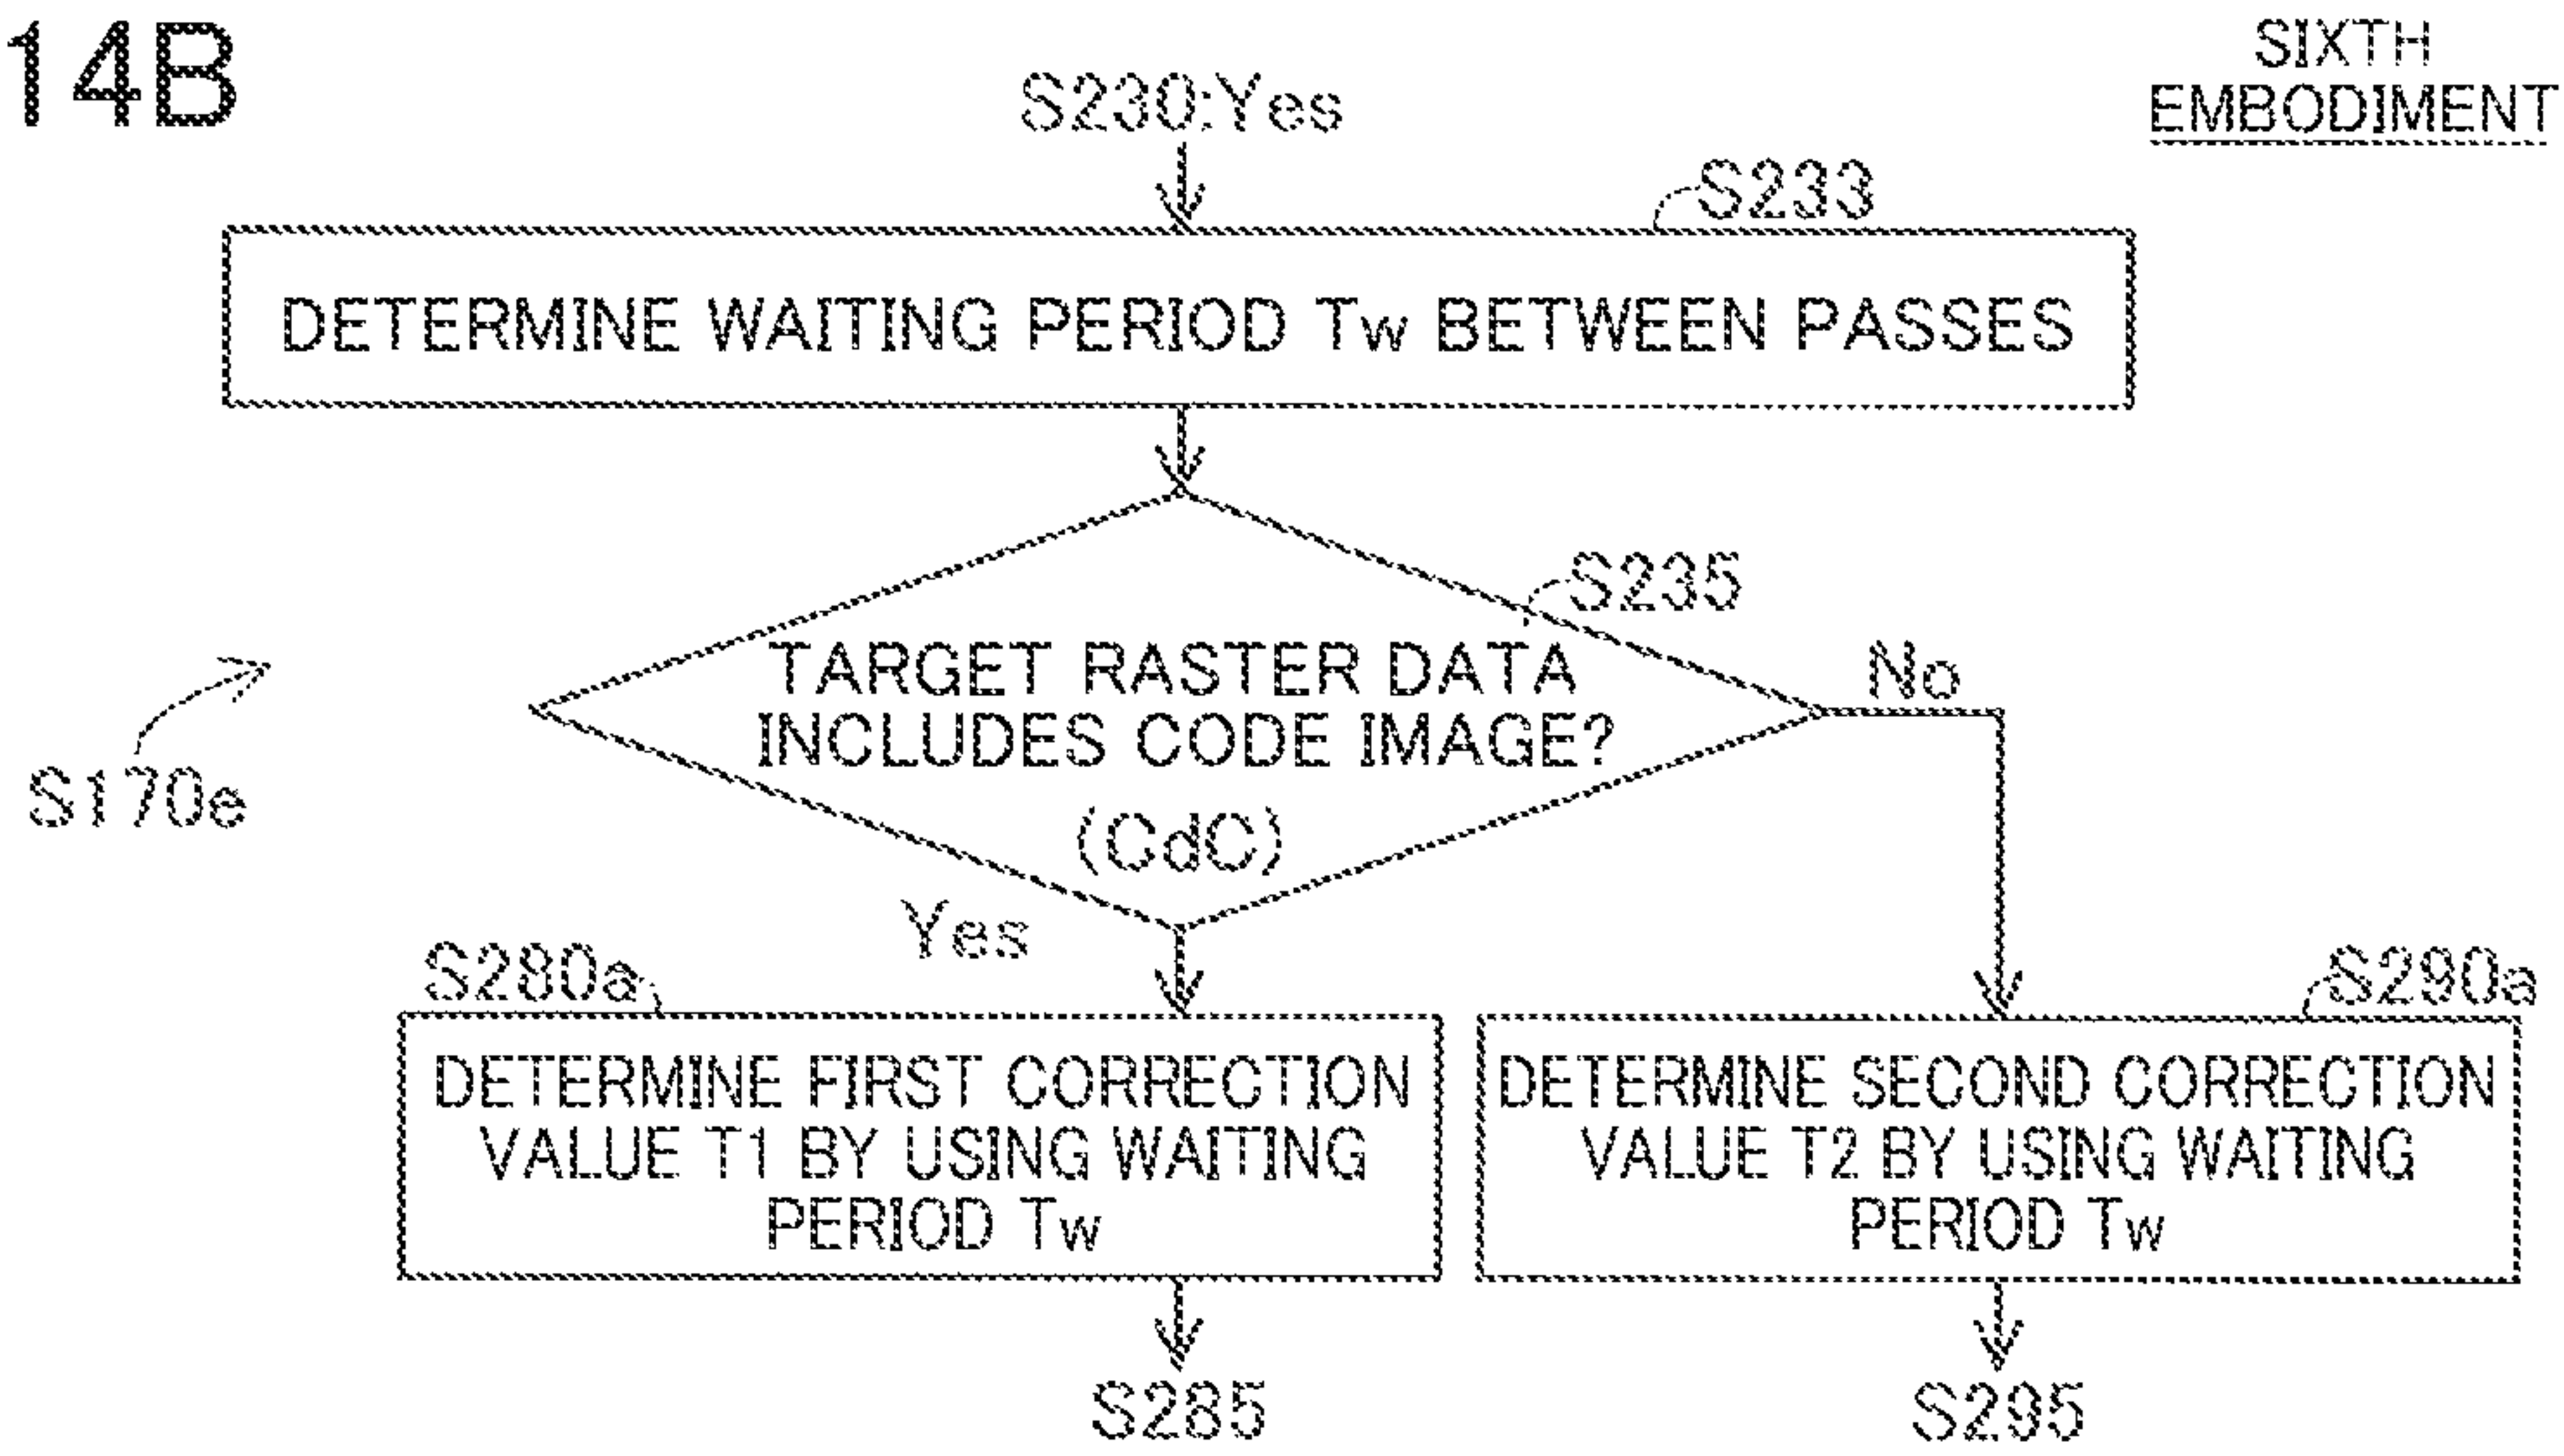 14B
SIXTH
EMBODIMENT
S230:Yes
S233
DETERMINE WAITING PERIOD Tw BETWEEN PASSES
S235
TARGET RASTER DATA
INCLUDES CODE IMAGE?
(CdC)
No
S170e
Yes
S280a
DETERMINE FIRST CORRECTION
VALUE T1 BY USING WAITING
PERIOD Tw
S290a
DETERMINE SECOND CORRECTION
VALUE T2 BY USING WAITING
PERIOD Tw
S285
S295